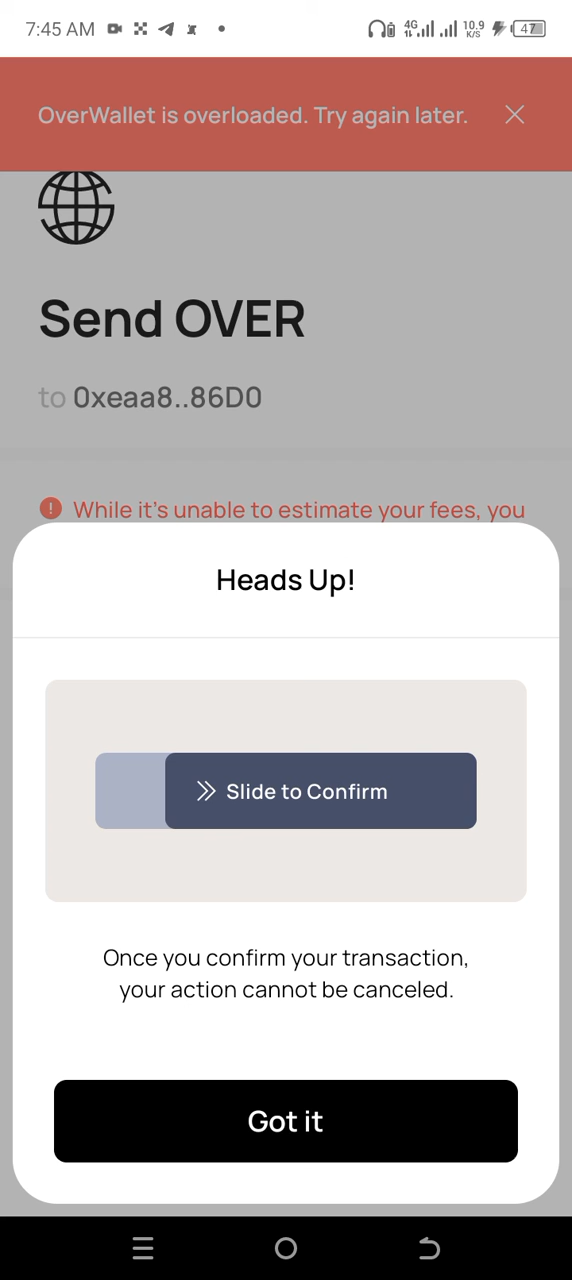 7:45 AM
4G
10.9
K/S
47
OverWallet is overloaded. Try again later.
Send OVER
to 0xeaa8..86D0
While it's unable to estimate your fees, you
Heads Up!
Slide to Confirm
Once you confirm your transaction,
your action cannot be canceled.
Got it